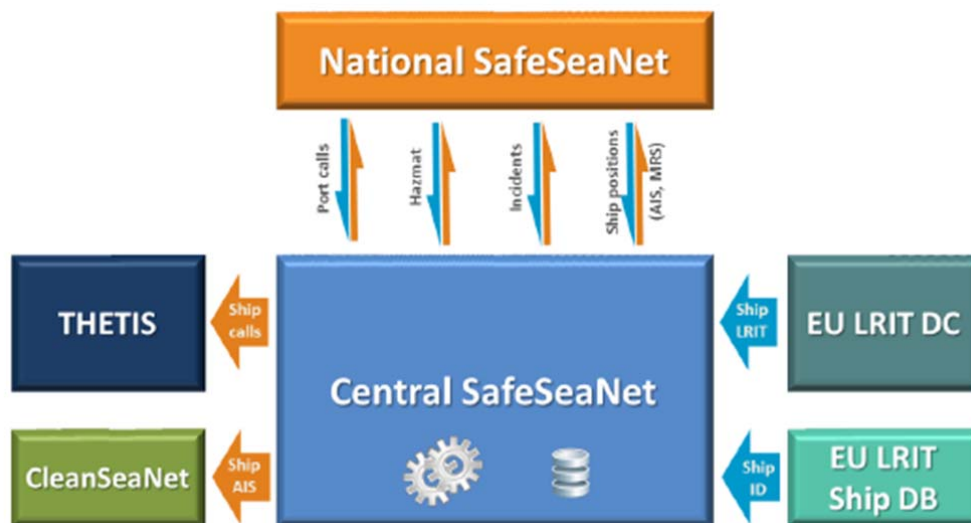 National SafeSeaNet
Port calls
Hazmat
Incidents
Ship positions
(AIS, MRS)
THETIS
Ship
calls
Central SafeSeaNet
Ship
LRIT
EU LRIT DC
CleanSeaNet
Ship
AIS
Ship
ID
EU LRIT
Ship DB